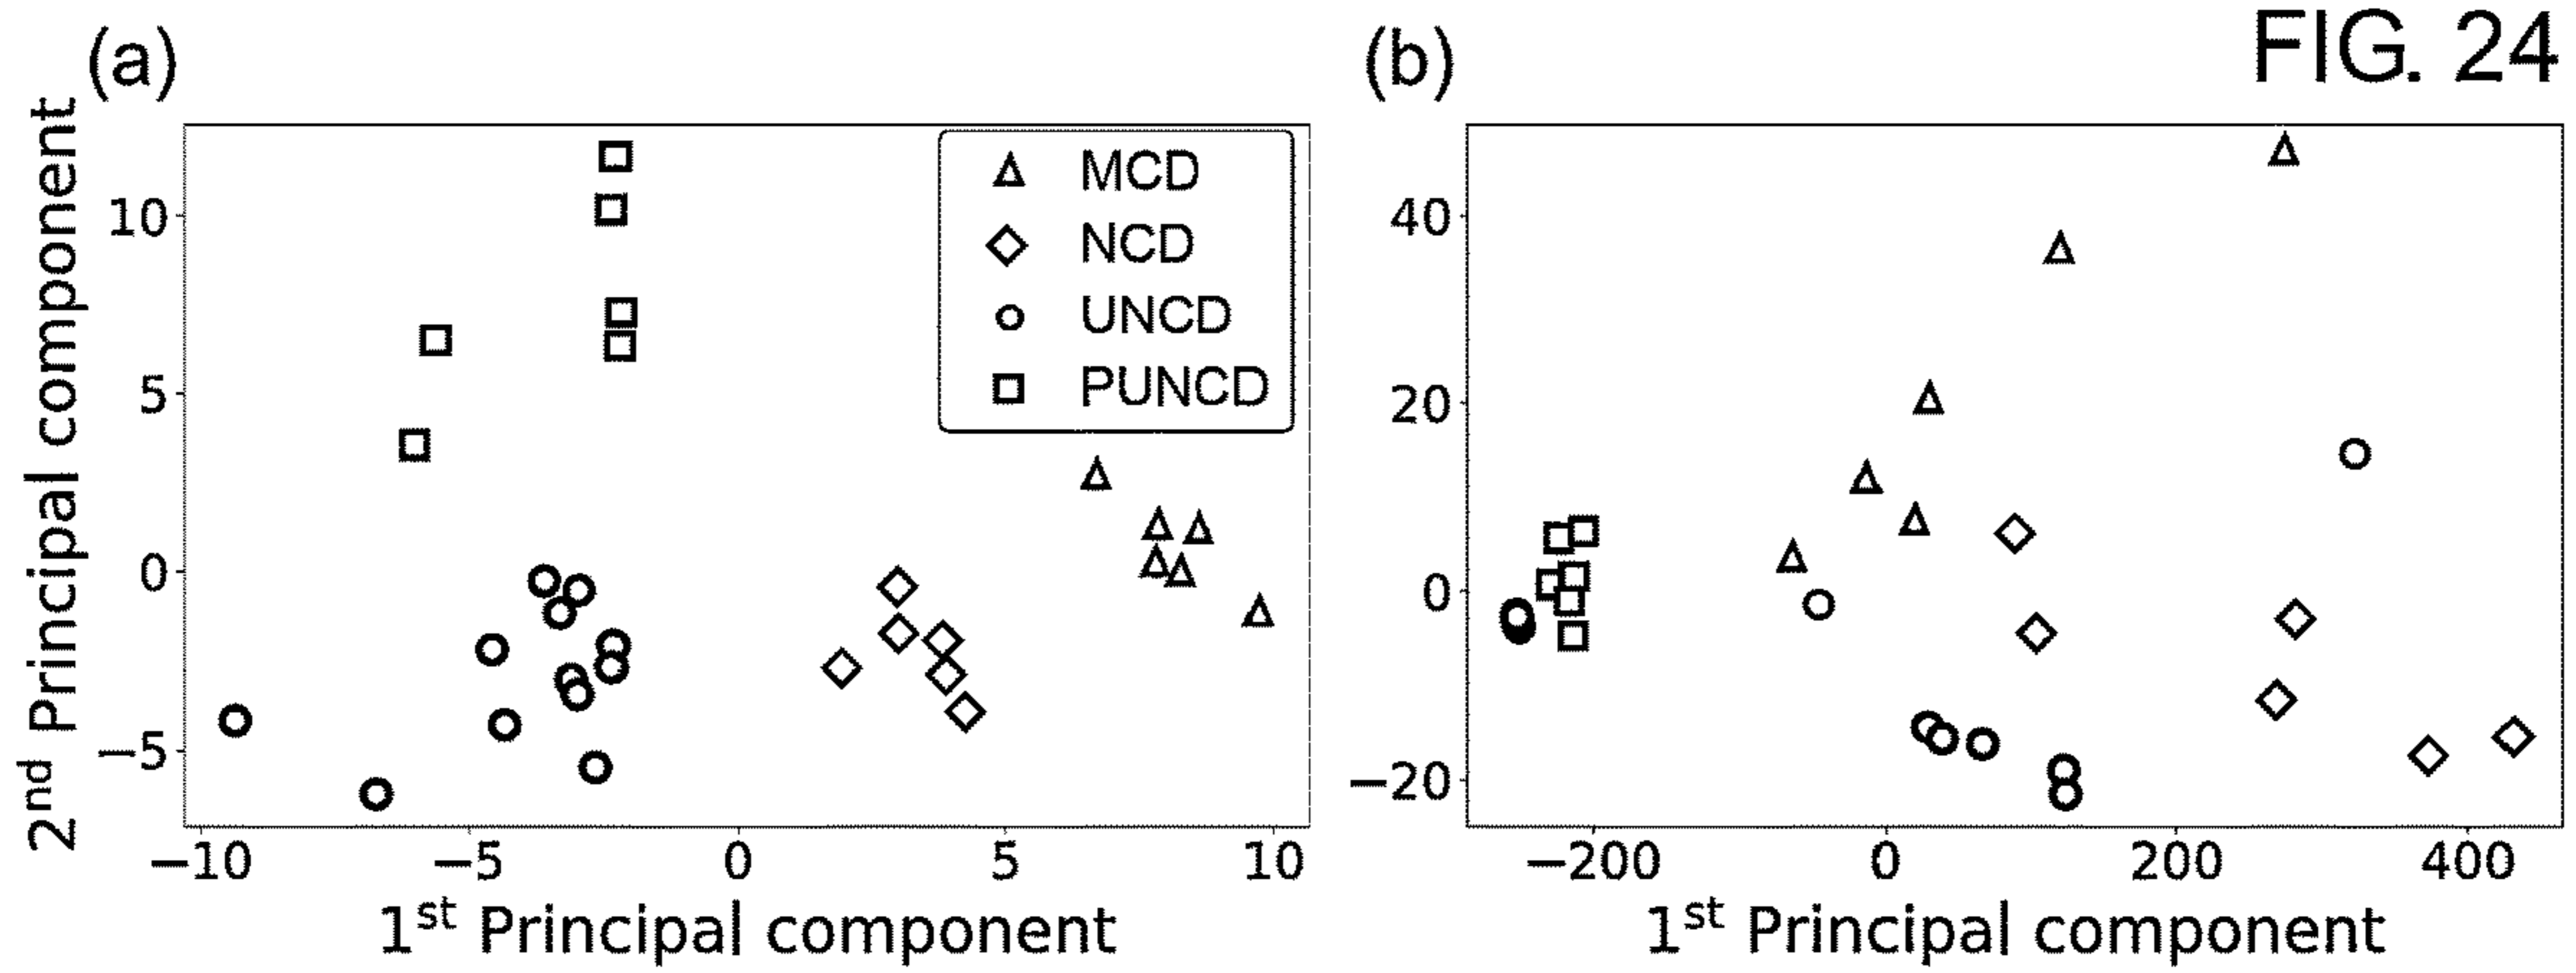 FIG. 24
(a)
2nd Principal component
10
5
0
−5
−10
−5
0
5
10
1st Principal component
MCD
NCD
UNCD
PUNCD
(b)
40
20
0
−20
−200
0
200
400
1st Principal component